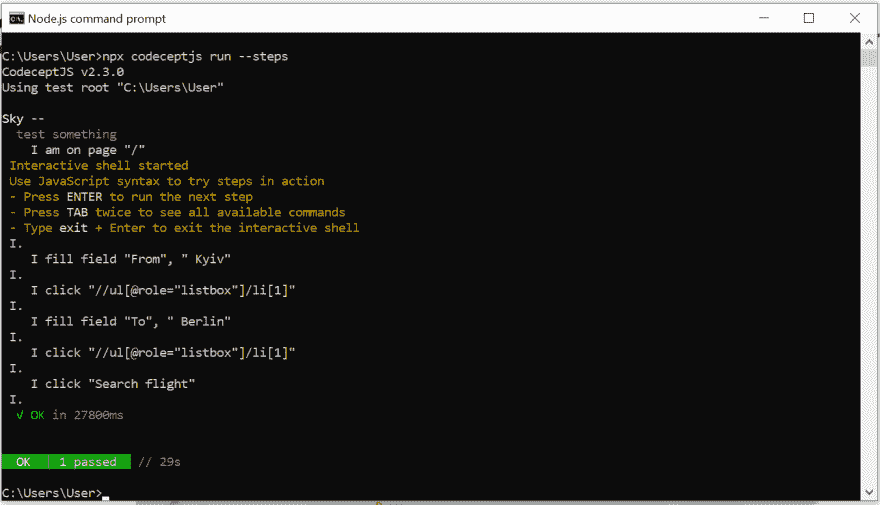 Node.js command prompt
C:\Users\User>npx codeceptjs run --steps
CodeceptJS v2.3.0
Using test root "C:\Users\User"
Sky --
test something
I am on page "/"
Interactive shell started
Use JavaScript syntax to try steps in action
- Press ENTER to run the next step
- Press TAB twice to see all available commands
- Type exit + Enter to exit the interactive shell
I.
I fill field "From", " Kyiv"
I.
I click "//ul[@role="listbox"]/li[1]"
I.
I fill field "To", " Berlin"
I.
I click "//ul[@role="listbox"]/li[1]"
I.
I click "Search flight"
I.
√ OK in 27800ms
OK | 1 passed // 29s
C:\Users\User>